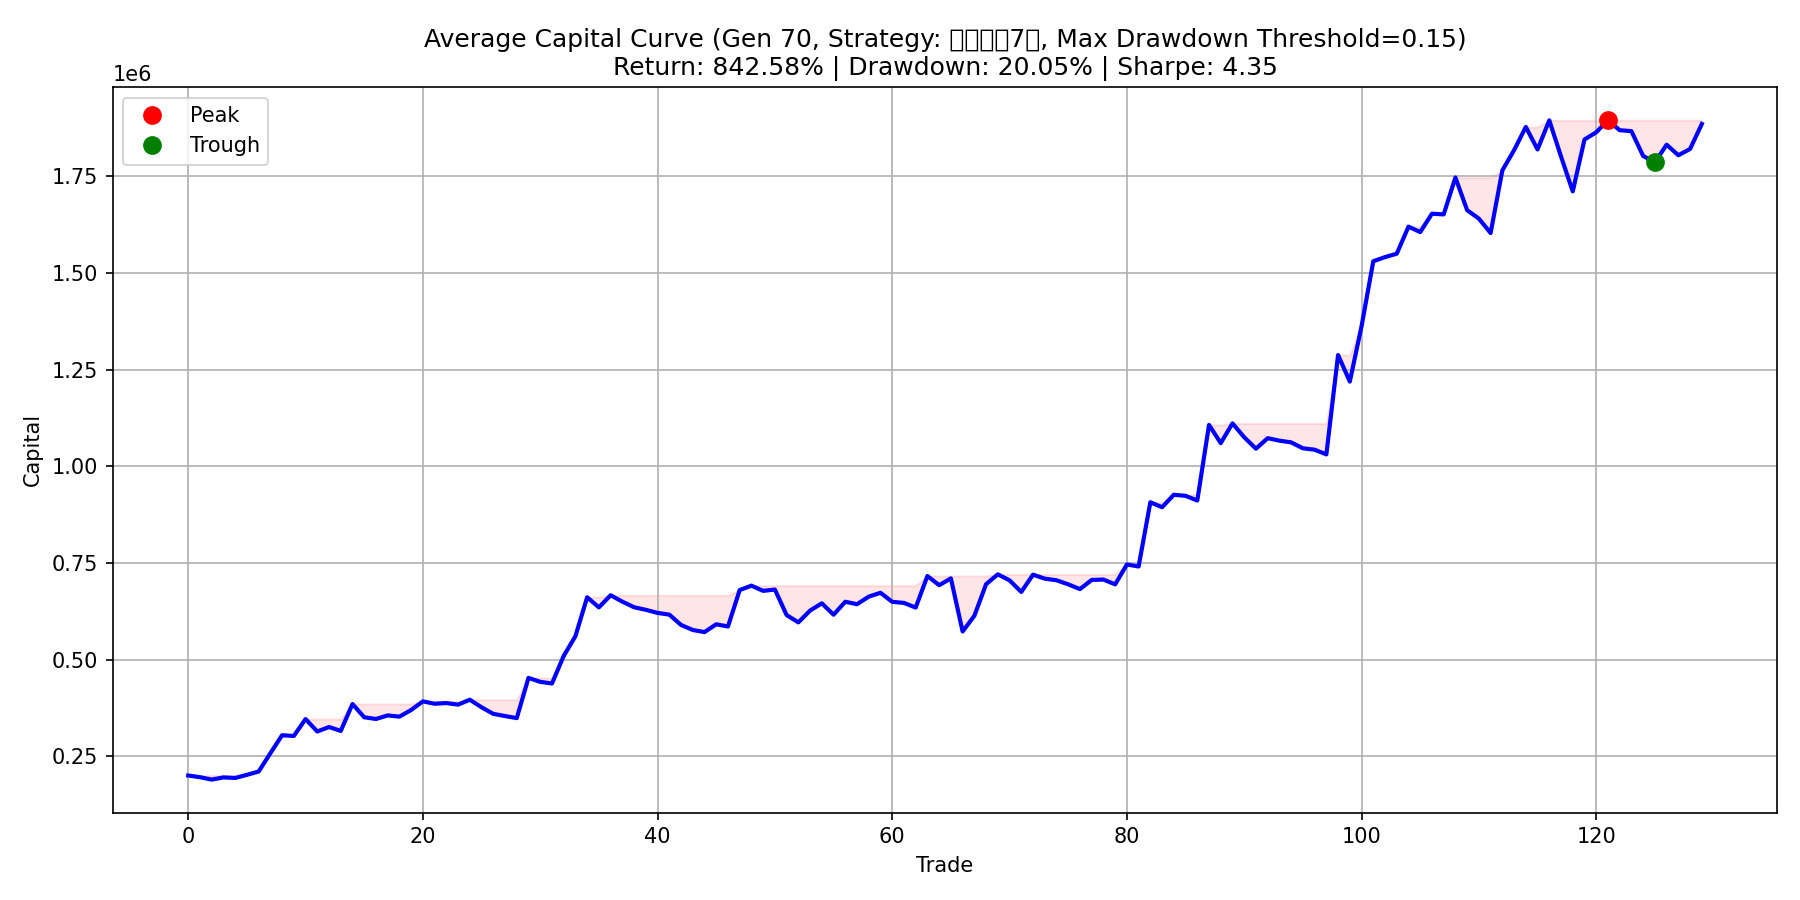 Average Capital Curve (Gen 70, Strategy: □□□□7□, Max Drawdown Threshold=0.15)
Return: 842.58% | Drawdown: 20.05% | Sharpe: 4.35
1e6
Peak
Trough
1.75
1.50
1.25
1.00
0.75
0.50
0.25
Capital
0 20 40 60 80 100 120
Trade